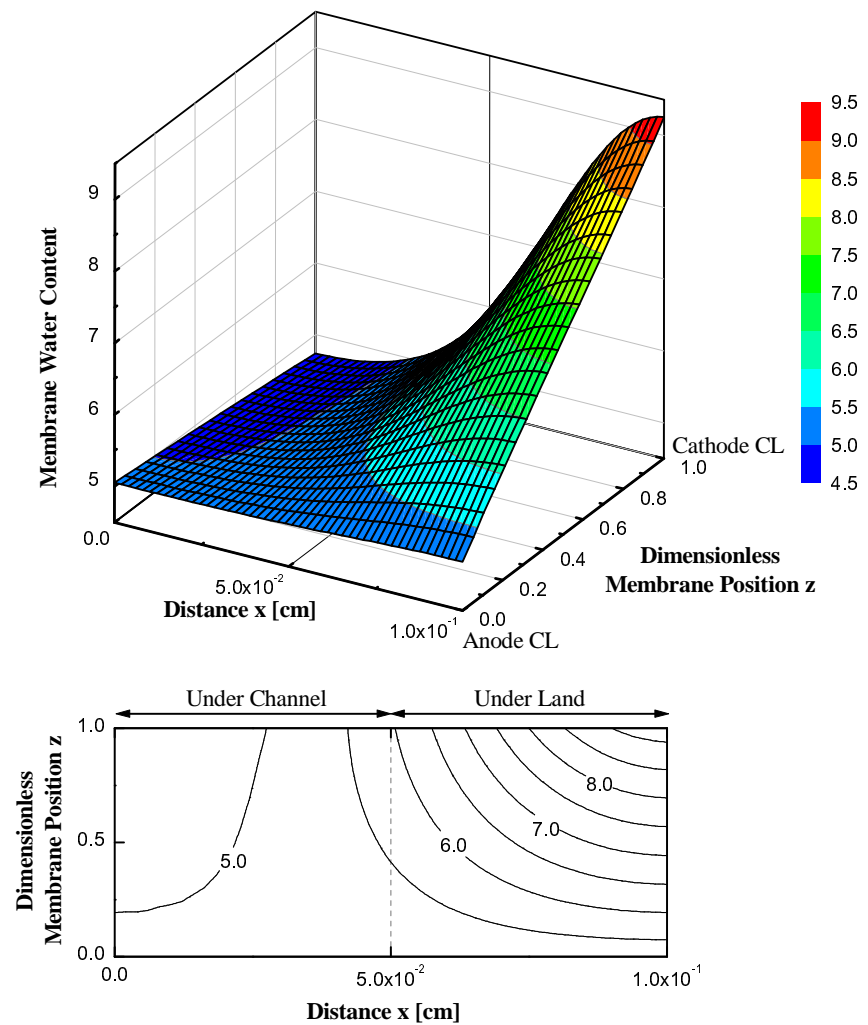 Membrane Water Content
9
8
7
6
5
0.0
5.0x10-2
1.0x10-1
Distance x [cm]
0.0
0.2
0.4
0.6
0.8
1.0
Cathode CL
Anode CL
Dimensionless
Membrane Position z
9.5
9.0
8.5
8.0
7.5
7.0
6.5
6.0
5.5
5.0
4.5
Under Channel
Under Land
Dimensionless
Membrane Position z
1.0
0.5
0.0
5.0
6.0
7.0
8.0
0.0
5.0x10-2
1.0x10-1
Distance x [cm]